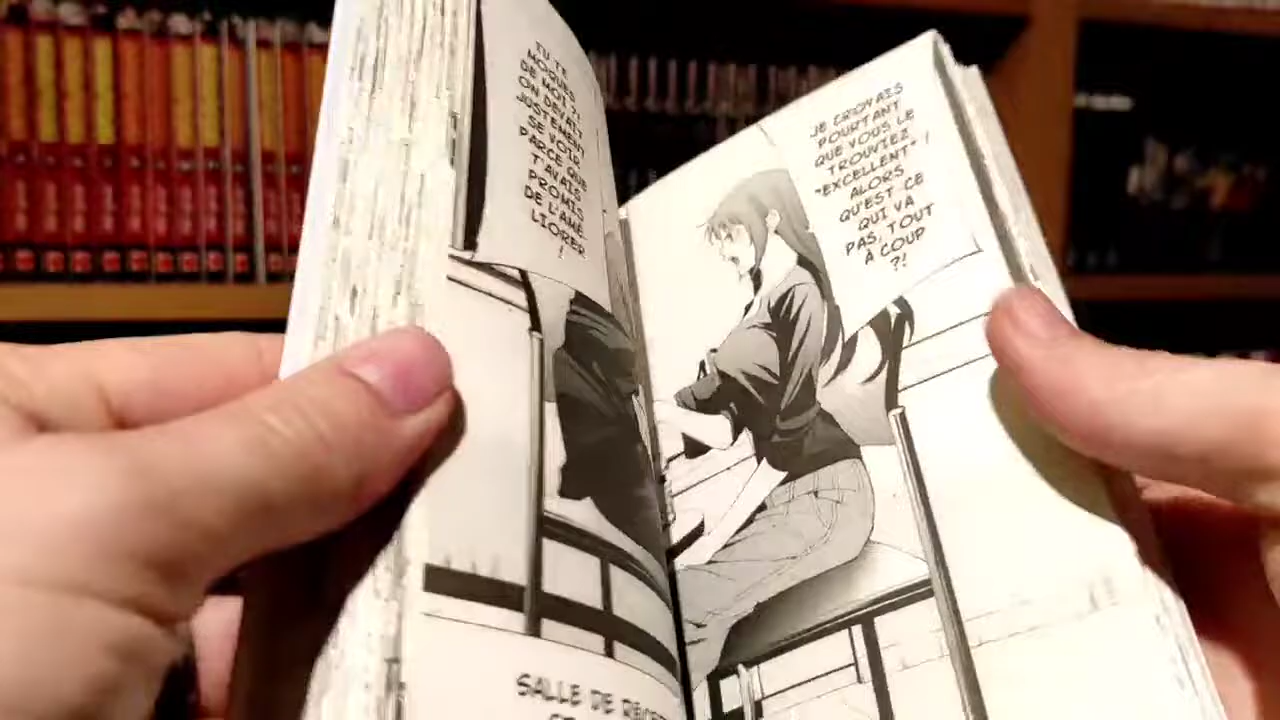 TU TE
MOQUES
DE MOI ?
ON DEVAIT
JUSTEMENT
SE VOIR
PARCE QUE
T'AVAIS
PROMIS
DE L'AMÉ-
LIORER
!
JE CROYAIS
POURTANT
QUE VOUS LE
TROUVIEZ
"EXCELLENT" !
ALORS
QU'EST-CE
QUI VA
PAS, TOUT
À COUP
?!
SALLE DE